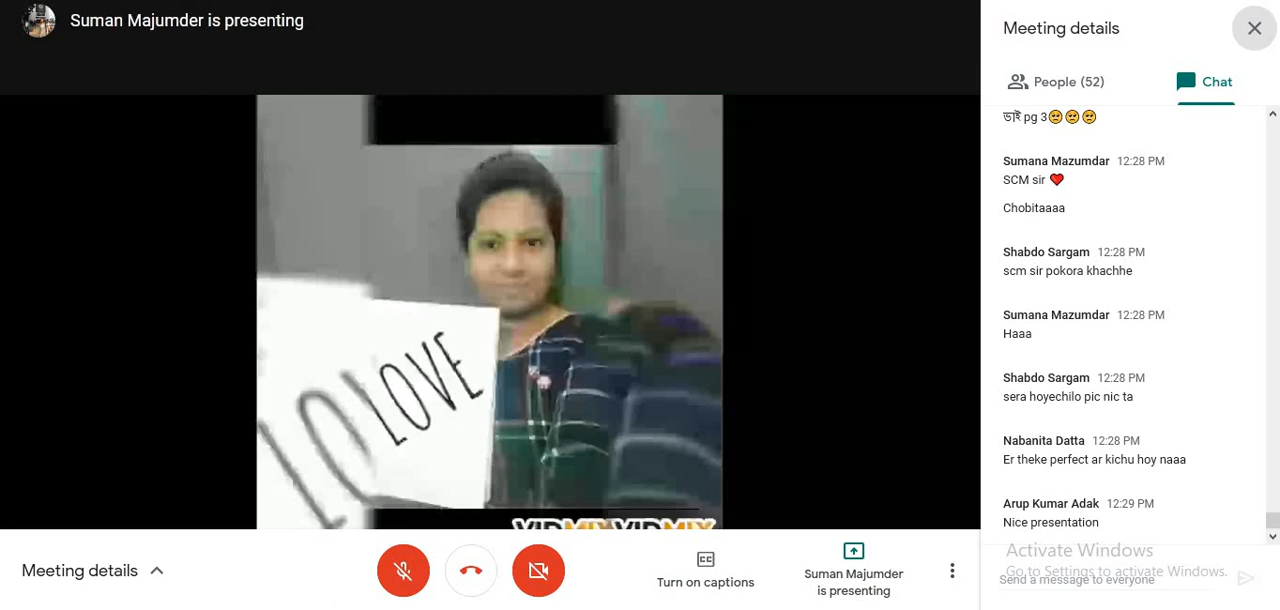 Suman Majumder is presenting
Meeting details
People (52)
Chat
ভাই pg 3🥺🥺🥺
Sumana Mazumdar 12:28 PM
SCM sir ❤️
Chobitaaaa
Shabdo Sargam 12:28 PM
scm sir pokora khachhe
Sumana Mazumdar 12:28 PM
Haaa
Shabdo Sargam 12:28 PM
sera hoyechilo pic nic ta
Nabanita Datta 12:28 PM
Er theke perfect ar kichu hoy naaa
Arup Kumar Adak 12:29 PM
Nice presentation
Activate Windows
Go to Settings to activate Windows.
Send a message to everyone
LO
LOVE
Meeting details
Turn on captions
Suman Majumder
is presenting